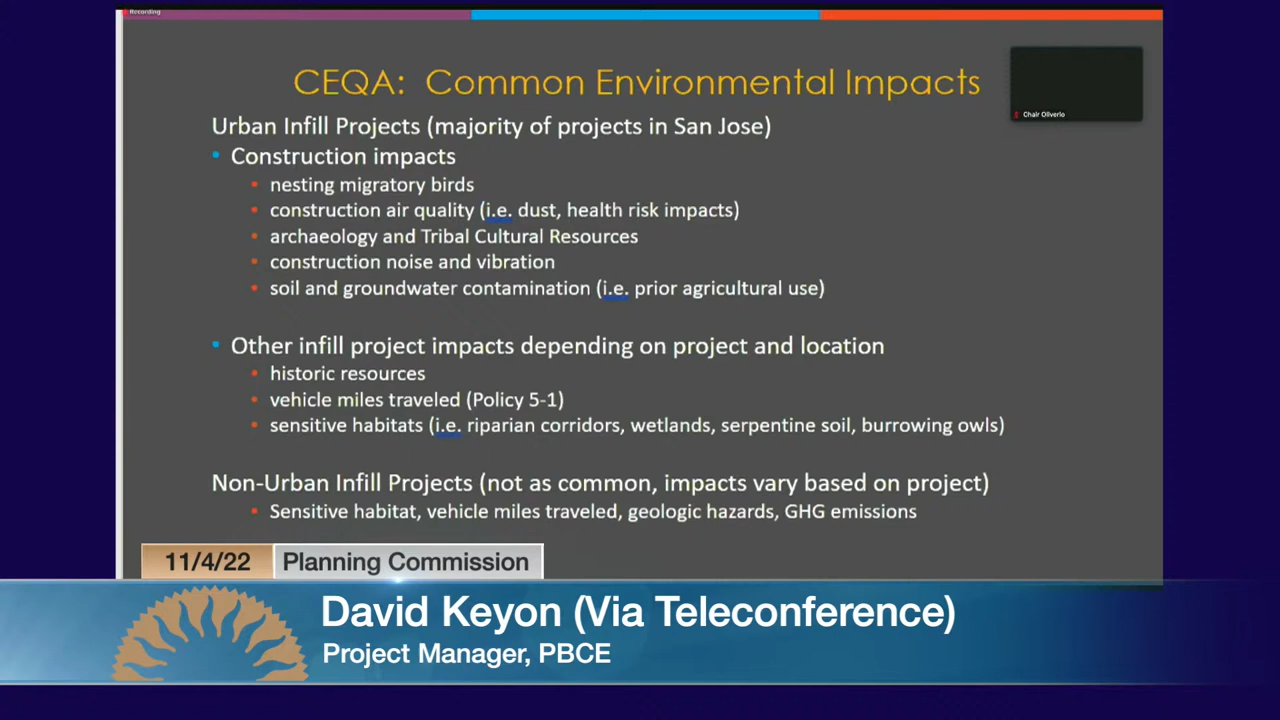 Recording
CEQA: Common Environmental Impacts
Chair Oliverio
Urban Infill Projects (majority of projects in San Jose)
• Construction impacts
• nesting migratory birds
• construction air quality (i.e. dust, health risk impacts)
• archaeology and Tribal Cultural Resources
• construction noise and vibration
• soil and groundwater contamination (i.e. prior agricultural use)
• Other infill project impacts depending on project and location
• historic resources
• vehicle miles traveled (Policy 5-1)
• sensitive habitats (i.e. riparian corridors, wetlands, serpentine soil, burrowing owls)
Non-Urban Infill Projects (not as common, impacts vary based on project)
• Sensitive habitat, vehicle miles traveled, geologic hazards, GHG emissions
11/4/22 Planning Commission
David Keyon (Via Teleconference)
Project Manager, PBCE